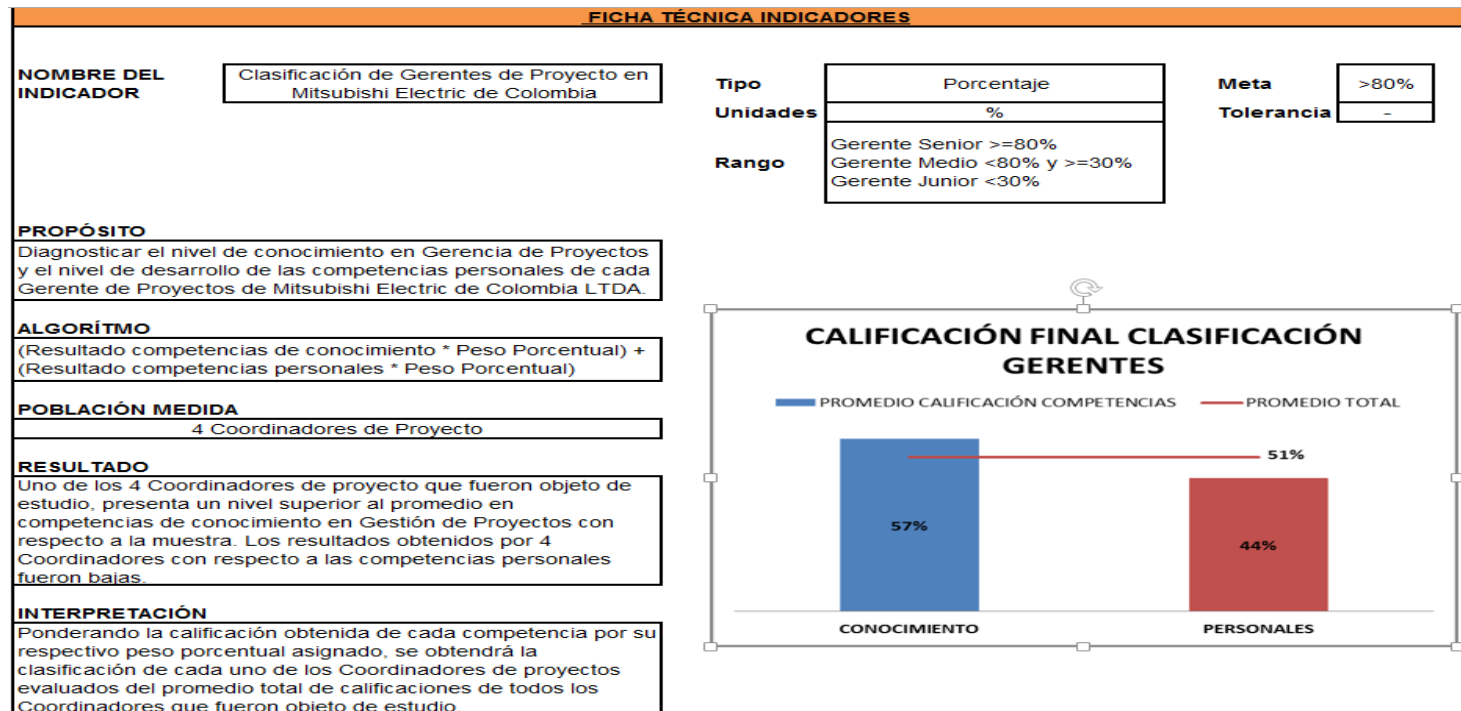 FICHA TÉCNICA INDICADORES
NOMBRE DEL
INDICADOR
Clasificación de Gerentes de Proyecto en
Mitsubishi Electric de Colombia
Tipo
Porcentaje
Meta
>80%
Unidades
%
Tolerancia
-
Rango
Gerente Senior >=80%
Gerente Medio <80% y >=30%
Gerente Junior <30%
PROPÓSITO
Diagnosticar el nivel de conocimiento en Gerencia de Proyectos
y el nivel de desarrollo de las competencias personales de cada
Gerente de Proyectos de Mitsubishi Electric de Colombia LTDA.
ALGORÍTMO
(Resultado competencias de conocimiento * Peso Porcentual) +
(Resultado competencias personales * Peso Porcentual)
POBLACIÓN MEDIDA
4 Coordinadores de Proyecto
RESULTADO
Uno de los 4 Coordinadores de proyecto que fueron objeto de
estudio, presenta un nivel superior al promedio en
competencias de conocimiento en Gestión de Proyectos con
respecto a la muestra. Los resultados obtenidos por 4
Coordinadores con respecto a las competencias personales
fueron bajas.
INTERPRETACIÓN
Ponderando la calificación obtenida de cada competencia por su
respectivo peso porcentual asignado, se obtendrá la
clasificación de cada uno de los Coordinadores de proyectos
evaluados del promedio total de calificaciones de todos los
Coordinadores que fueron objeto de estudio.
CALIFICACIÓN FINAL CLASIFICACIÓN
GERENTES
PROMEDIO CALIFICACIÓN COMPETENCIAS
PROMEDIO TOTAL
51%
57%
44%
CONOCIMIENTO
PERSONALES